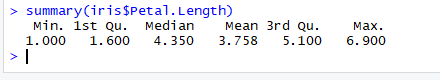 > summary(iris$Petal.Length)
Min. 1st Qu. Median Mean 3rd Qu. Max.
1.000 1.600 4.350 3.758 5.100 6.900
>